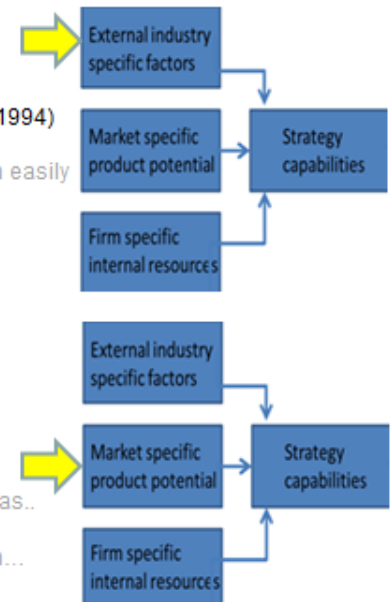 External industry
specific factors
1994)
Market specific
product potential
Strategy
capabilities
easily
Firm specific
internal resources
External industry
specific factors
Market specific
product potential
Strategy
capabilities
as..
Firm specific
internal resources